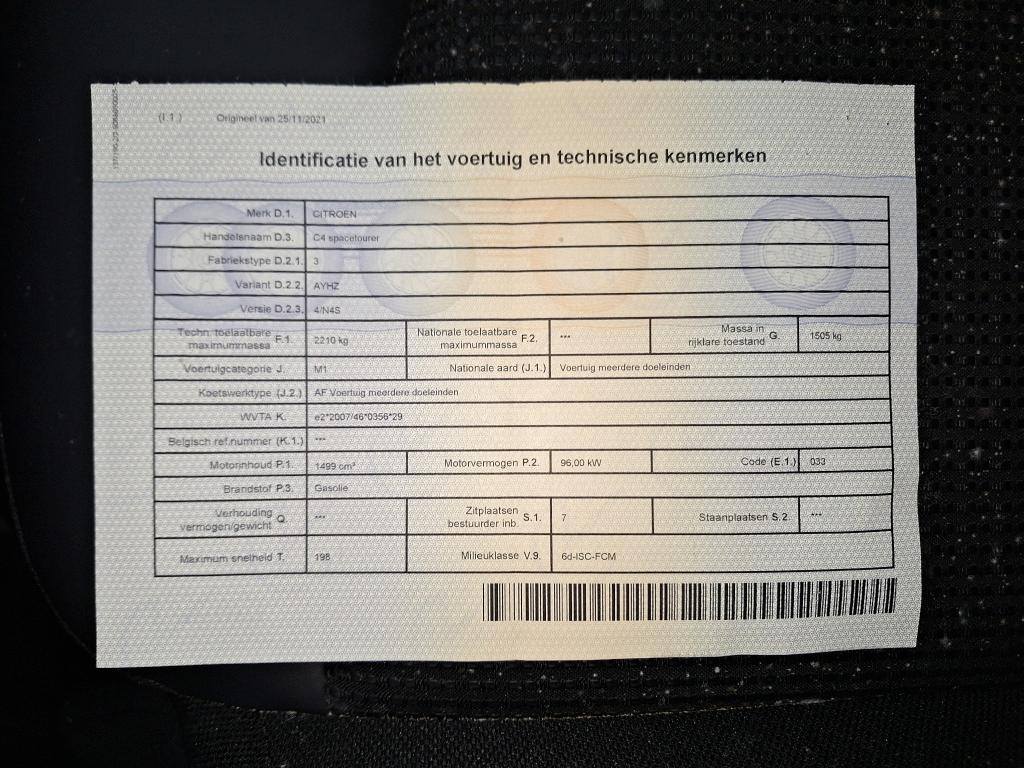 (I.1.) Origineel van 25/11/2021
Identificatie van het voertuig en technische kenmerken
Merk D.1. CITROEN
Handelsnaam D.3. C4 spacetourer
Fabriekstype D.2.1. 3
Variant D.2.2. AYHZ
Versie D.2.3. 4/N4S
Techn. toelaatbare maximummassa F.1. 2210 kg Nationale toelaatbare maximummassa F.2. *** Massa in rijklare toestand G. 1505 kg
Voertuigcategorie J. M1 Nationale aard (J.1.) Voertuig meerdere doeleinden
Koetswerktype (J.2.) AF Voertuig meerdere doeleinden
WVTA K. e2*2007/46*0356*29
Belgisch ref.nummer (K.1.) ***
Motorinhoud P.1. 1499 cm³ Motorvermogen P.2. 96,00 kW Code (E.1.) 033
Brandstof P.3. Gasolie
Verhouding vermogen/gewicht Q. *** Zitplaatsen bestuurder inb. S.1. 7 Staanplaatsen S.2. ***
Maximum snelheid T. 198 Milieuklasse V.9. 6d-ISC-FCM